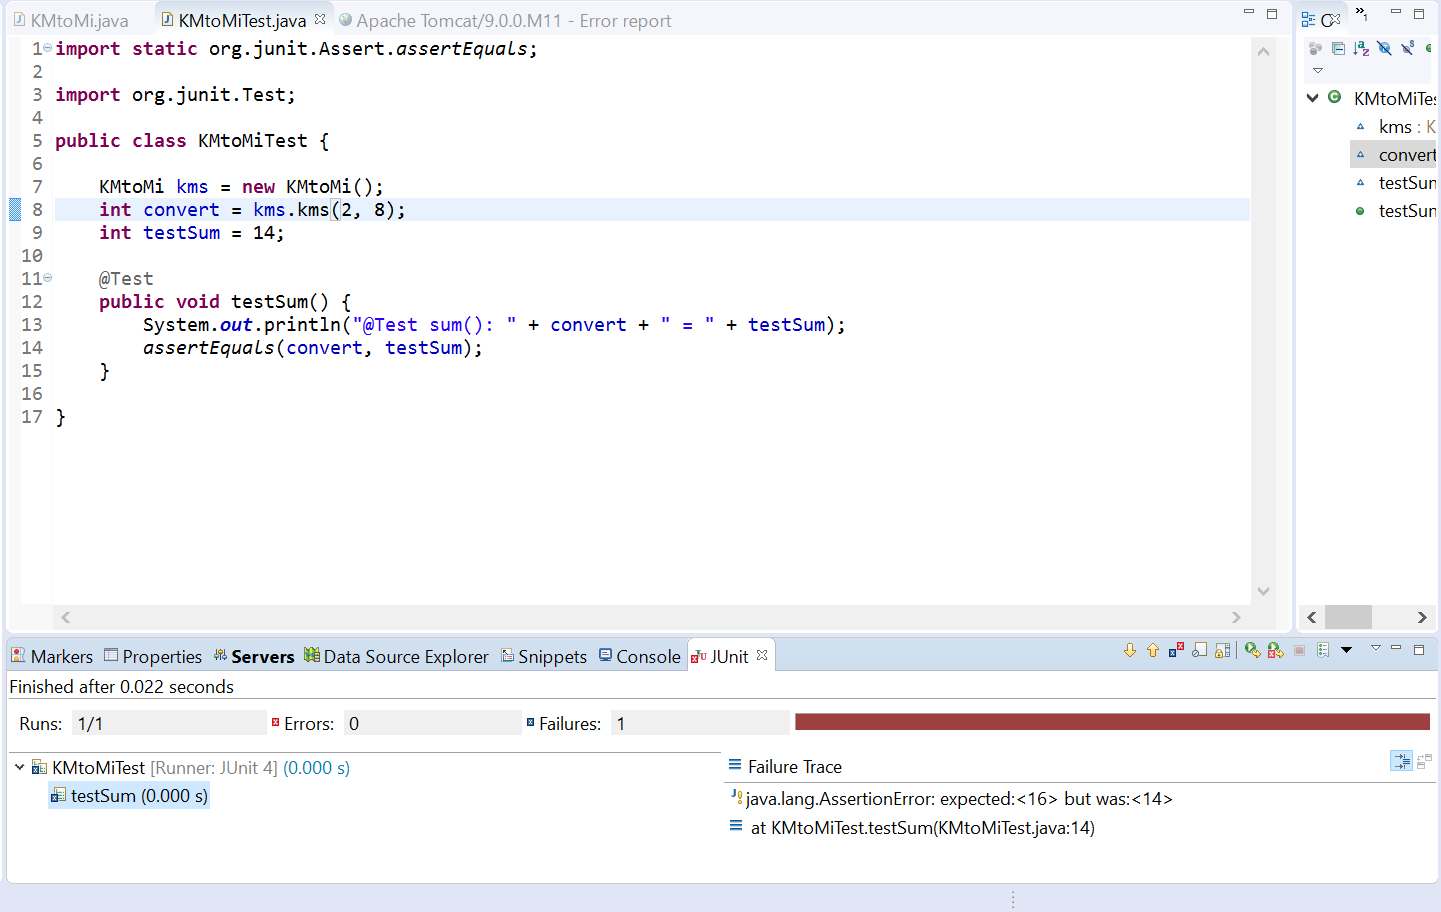 KMtoMi.java KMtoMiTest.java Apache Tomcat/9.0.0.M11 - Error report
1 import static org.junit.Assert.assertEquals;
2
3 import org.junit.Test;
4
5 public class KMtoMiTest {
6
7 KMtoMi kms = new KMtoMi();
8 int convert = kms.kms(2, 8);
9 int testSum = 14;
10
11 @Test
12 public void testSum() {
13 System.out.println("@Test sum(): " + convert + " = " + testSum);
14 assertEquals(convert, testSum);
15 }
16
17 }
KMtoMiTes
kms : K
convert
testSun
testSun
Markers Properties Servers Data Source Explorer Snippets Console JUnit
Finished after 0.022 seconds
Runs: 1/1 Errors: 0 Failures: 1
KMtoMiTest [Runner: JUnit 4] (0.000 s)
testSum (0.000 s)
Failure Trace
java.lang.AssertionError: expected:<16> but was:<14>
at KMtoMiTest.testSum(KMtoMiTest.java:14)